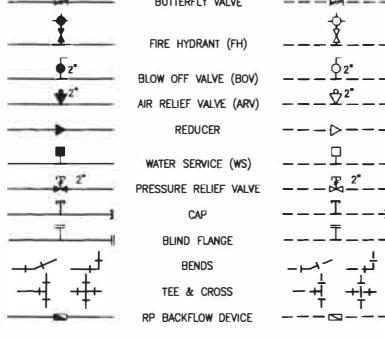 BUTTERFLY VALVE
FIRE HYDRANT (FH)
2" BLOW OFF VALVE (BOV) 2"
2" AIR RELIEF VALVE (ARV) 2"
REDUCER
WATER SERVICE (WS)
2" PRESSURE RELIEF VALVE 2"
CAP
BLIND FLANGE
BENDS
TEE & CROSS
RP BACKFLOW DEVICE